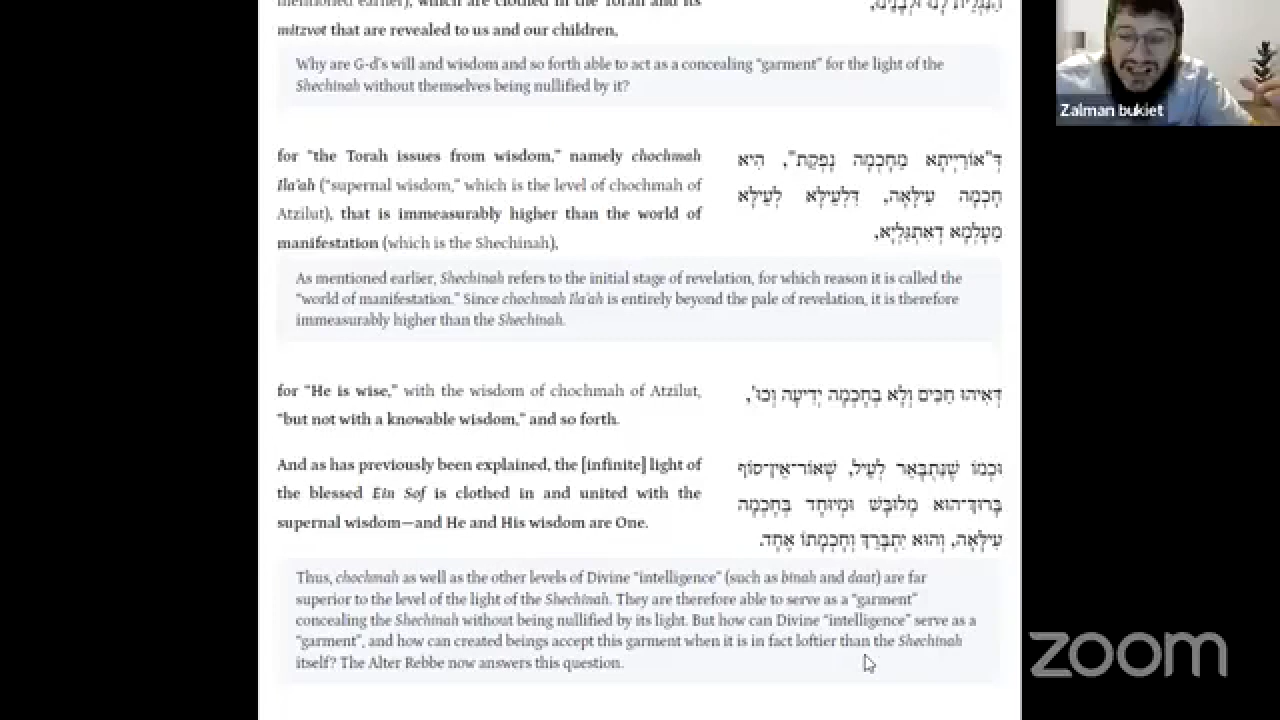 mentioned earlier), which are clothed in the Torah and its
mitzvot that are revealed to us and our children,
הַנִּגְלֵית לָנוּ וּלְבָנֵינוּ,
Why are G-d's will and wisdom and so forth able to act as a concealing "garment" for the light of the
Shechinah without themselves being nullified by it?
for "the Torah issues from wisdom," namely chochmah
Ila'ah ("supernal wisdom," which is the level of chochmah of
Atzilut), that is immeasurably higher than the world of
manifestation (which is the Shechinah),
דְּ"אוֹרַיְיתָא מֵחָכְמָה נָפְקַת", הִיא
חָכְמָה עִילָּאָה, דִּלְעֵילָּא לְעֵילָּא
מֵעָלְמָא דְאִתְגַּלְיָא,
As mentioned earlier, Shechinah refers to the initial stage of revelation, for which reason it is called the
"world of manifestation." Since chochmah Ila'ah is entirely beyond the pale of revelation, it is therefore
immeasurably higher than the Shechinah.
for "He is wise," with the wisdom of chochmah of Atzilut,
"but not with a knowable wisdom," and so forth.
דְּאִיהוּ חַכִּים וְלָא בְּחָכְמָה יְדִיעָה וְכוּ',
And as has previously been explained, the [infinite] light of
the blessed Ein Sof is clothed in and united with the
supernal wisdom—and He and His wisdom are One.
וּכְמוֹ שֶׁנִּתְבָּאֵר לְעֵיל, שֶׁאוֹר־אֵין־סוֹף
בָּרוּךְ־הוּא מְלוּבָּשׁ וּמְיוּחָד בְּחָכְמָה
עִילָּאָה, וְהוּא יִתְבָּרֵךְ וְחָכְמָתוֹ אֶחָד.
Thus, chochmah as well as the other levels of Divine "intelligence" (such as binah and daat) are far
superior to the level of the light of the Shechinah. They are therefore able to serve as a "garment"
concealing the Shechinah without being nullified by its light. But how can Divine "intelligence" serve as a
"garment", and how can created beings accept this garment when it is in fact loftier than the Shechinah
itself? The Alter Rebbe now answers this question.
Zalman bukiet
zoom